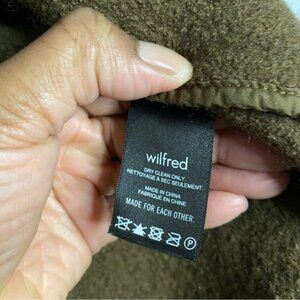 wilfred
DRY CLEAN ONLY
NETTOYAGE À SEC SEULEMENT
MADE IN CHINA
FABRIQUÉ EN CHINE
MADE FOR EACH OTHER.
P